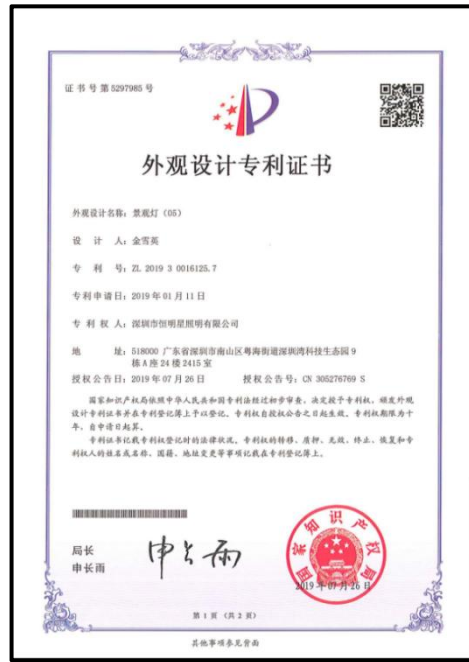 证书号第5297985号
外观设计专利证书
外观设计名称：景观灯（05）
设 计 人：金雪英
专 利 号：ZL 2019 3 0016125.7
专利申请日：2019年01月11日
专 利 权 人：深圳市恒明星照明有限公司
地 址：518000 广东省深圳市南山区粤海街道深圳湾科技生态园9
栋A座24楼2415室
授权公告日：2019年07月26日 授权公告号：CN 305276769 S
国家知识产权局依照中华人民共和国专利法经过初步审查，决定授予专利权，颁发外观
设计专利证书并在专利登记簿上予以登记。专利权自授权公告之日起生效。专利权期限为十
年，自申请日起算。
专利证书记载专利权登记时的法律状况。专利权的转移、质押、无效、终止、恢复和专
利权人的姓名或名称、国籍、地址变更等事项记载在专利登记簿上。
局长
申长雨
申长雨
国家知识产权局
2019年07月26日
第 1 页 （共 2 页）
其他事项参见背面